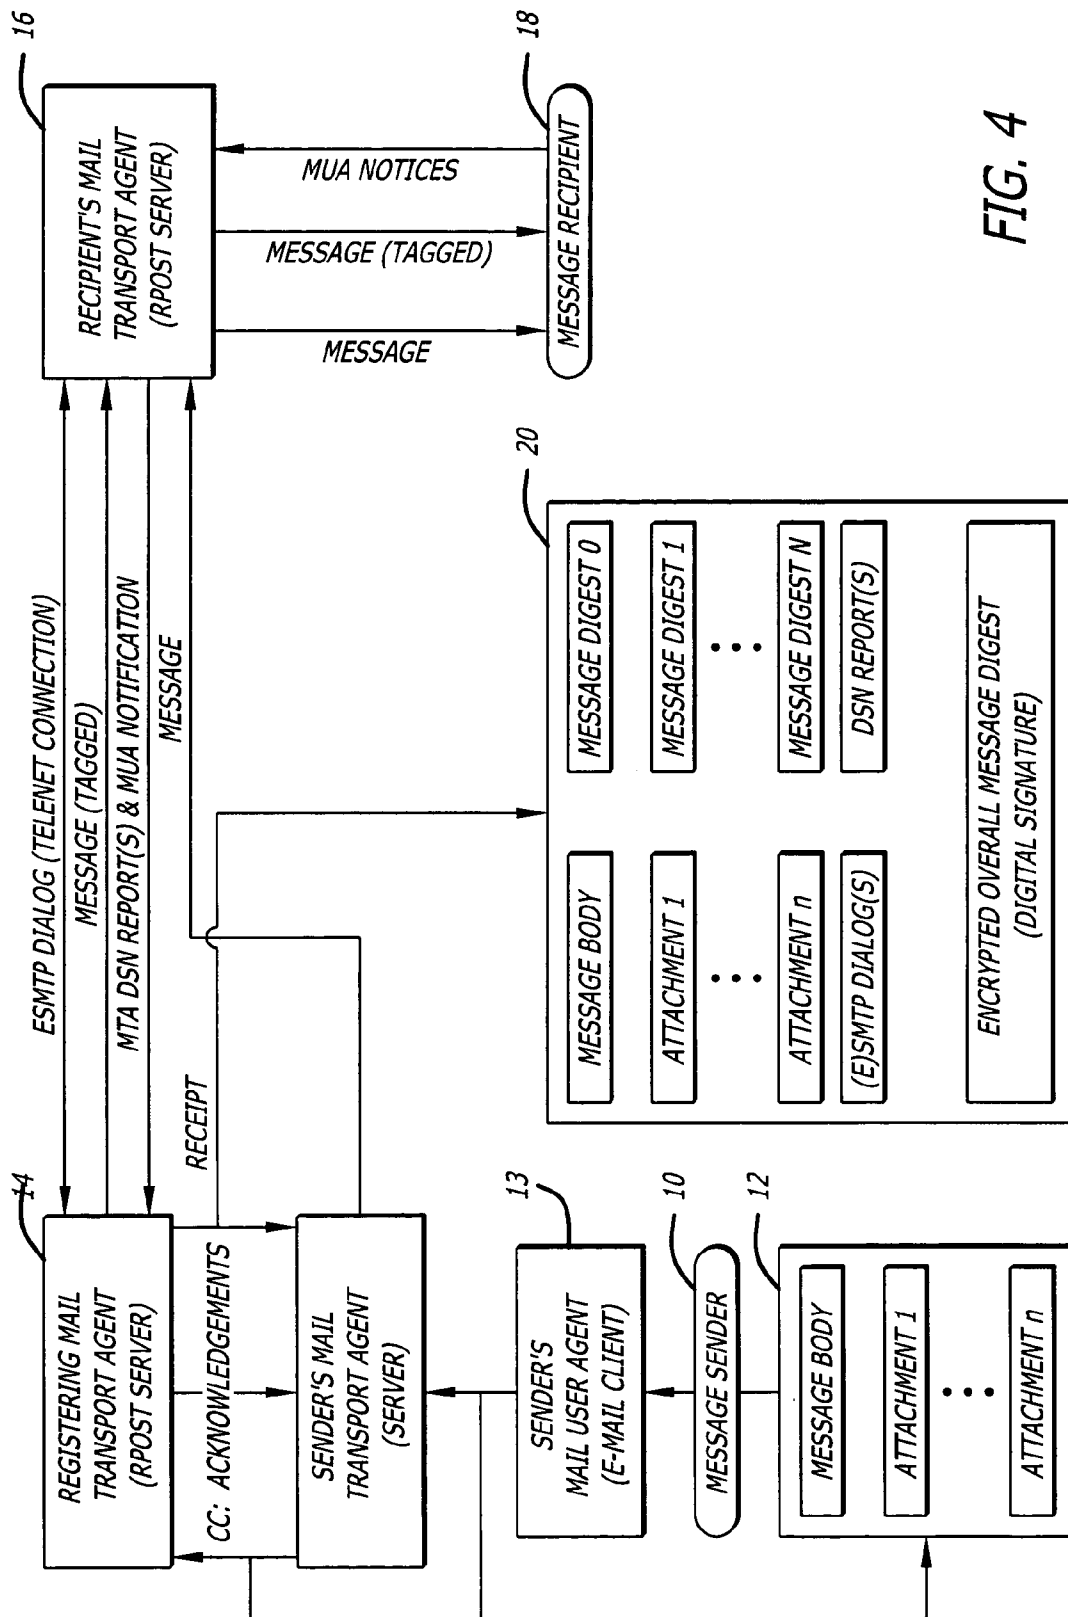 14
REGISTERING MAIL
TRANSPORT AGENT
(RPOST SERVER)
ESMTP DIALOG (TELENET CONNECTION)
MESSAGE (TAGGED)
MTA DSN REPORT(S) & MUA NOTIFICATION
MESSAGE
16
RECIPIENT'S MAIL
TRANSPORT AGENT
(RPOST SERVER)
CC: ACKNOWLEDGEMENTS
RECEIPT
SENDER'S MAIL
TRANSPORT AGENT
(SERVER)
MESSAGE
MESSAGE (TAGGED)
MUA NOTICES
18
MESSAGE RECIPIENT
13
SENDER'S
MAIL USER AGENT
(E-MAIL CLIENT)
10
MESSAGE SENDER
12
MESSAGE BODY
ATTACHMENT 1
ATTACHMENT n
20
MESSAGE BODY
MESSAGE DIGEST 0
ATTACHMENT 1
MESSAGE DIGEST 1
ATTACHMENT n
MESSAGE DIGEST N
(E)SMTP DIALOG(S)
DSN REPORT(S)
ENCRYPTED OVERALL MESSAGE DIGEST
(DIGITAL SIGNATURE)
FIG. 4